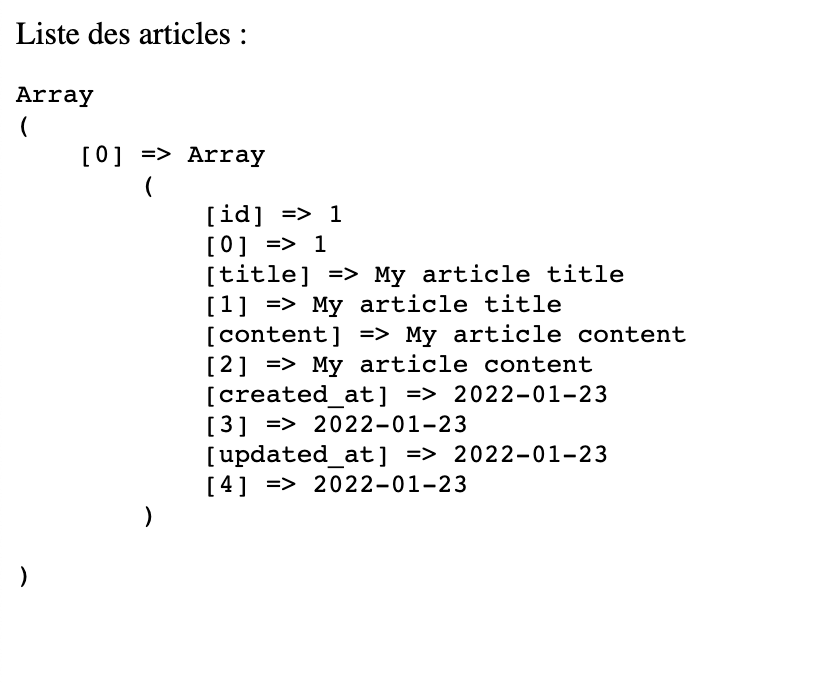 Liste des articles :
Array
(
    [0] => Array
        (
            [id] => 1
            [0] => 1
            [title] => My article title
            [1] => My article title
            [content] => My article content
            [2] => My article content
            [created_at] => 2022-01-23
            [3] => 2022-01-23
            [updated_at] => 2022-01-23
            [4] => 2022-01-23
        )
)